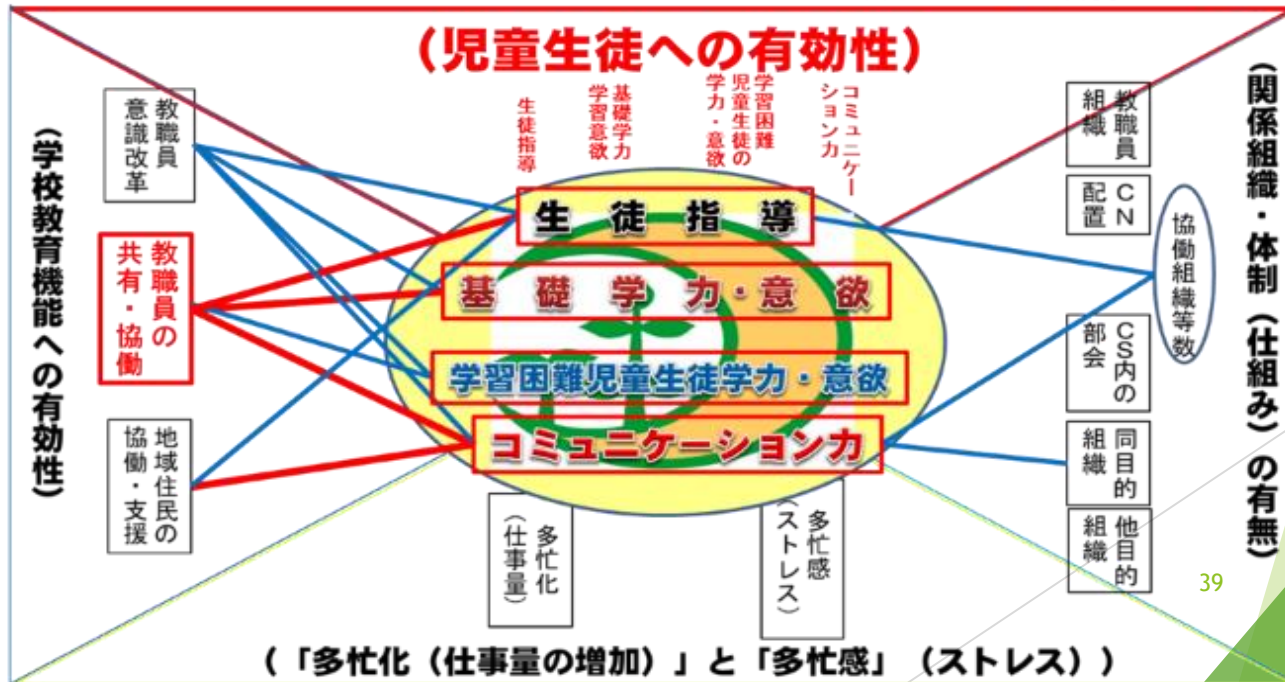 （児童生徒への有効性）
生徒指導
基礎学力
学習意欲
学習困難
児童生徒の
学力・意欲
コミュニケー
ション力
（学校教育機能への有効性）
教職員
意識改革
教職員の
共有・協働
地域住民の
協働・支援
生徒指導
基礎学力・意欲
学習困難児童生徒学力・意欲
コミュニケーション力
教職員
組織
ＣＮ
配置
ＣＳ内の
部会
同目的
組織
他目的
組織
協働組織等数
（関係組織・体制（仕組み）の有無）
多忙化
（仕事量）
多忙感
（ストレス）
（「多忙化（仕事量の増加）」と「多忙感」（ストレス））
39